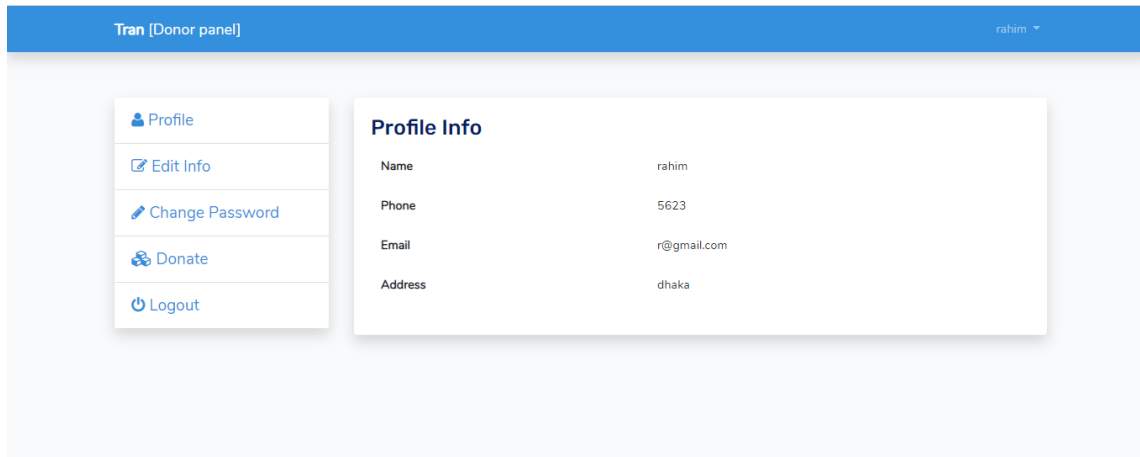 Tran [Donor panel]
rahim
Profile
Edit Info
Change Password
Donate
Logout
Profile Info
Name rahim
Phone 5623
Email r@gmail.com
Address dhaka